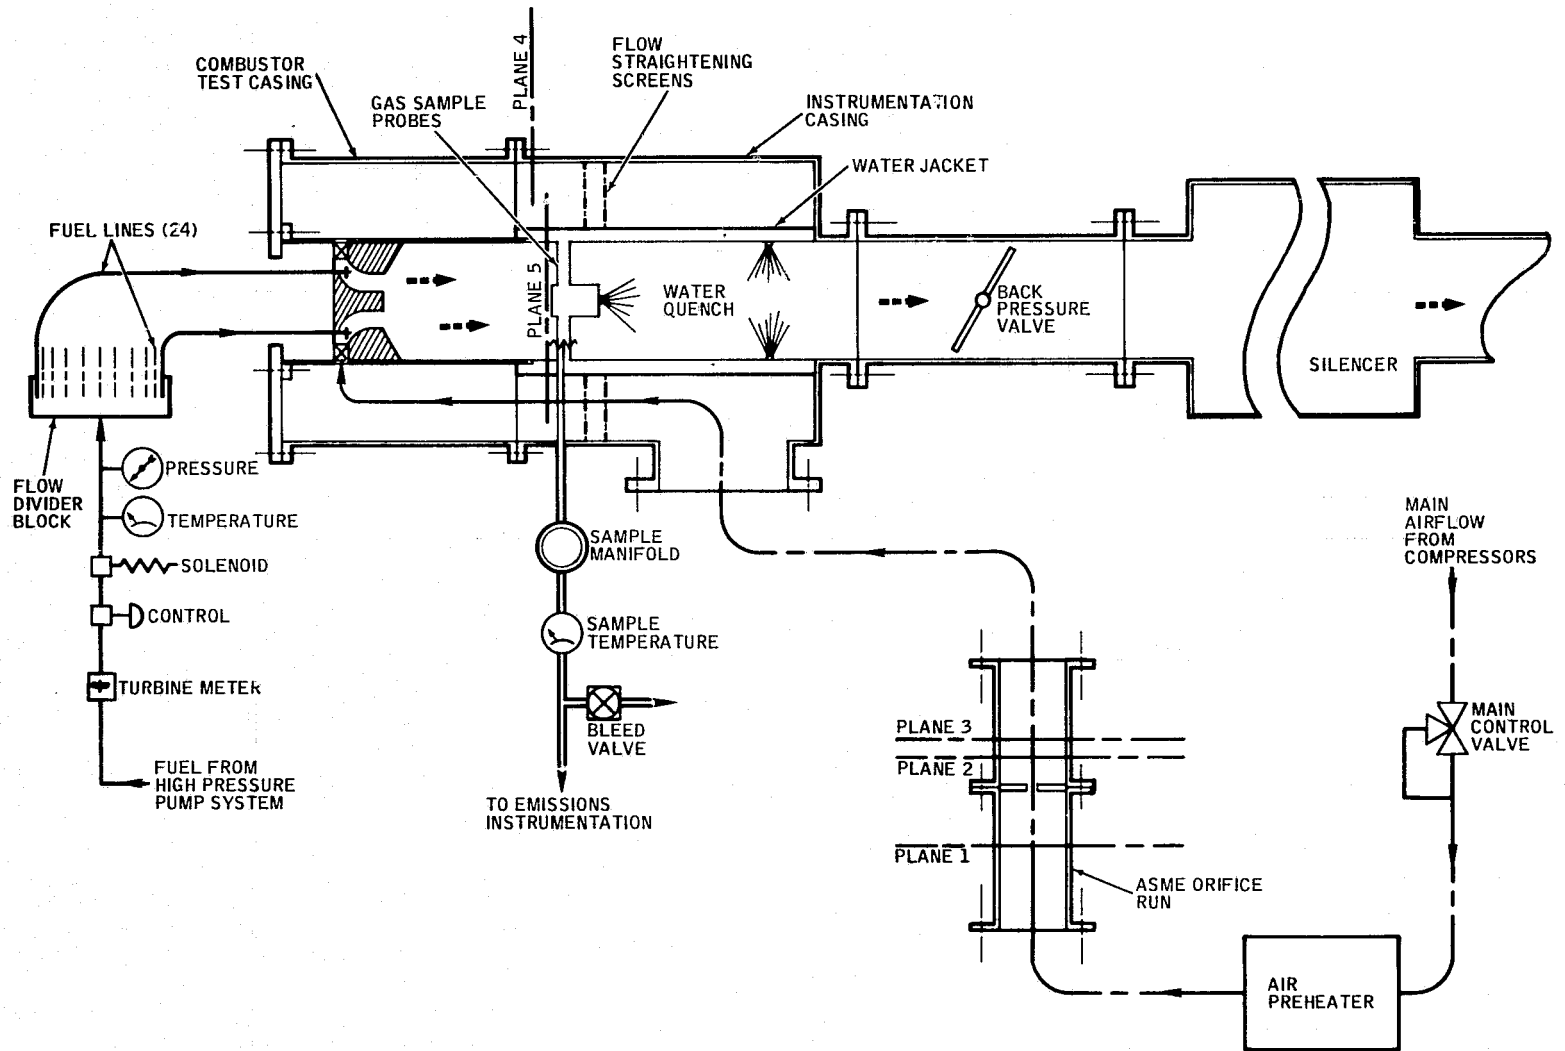 PLANE 4
FLOW
STRAIGHTENING
SCREENS
COMBUSTOR
TEST CASING
GAS SAMPLE
PROBES
INSTRUMENTATION
CASING
WATER JACKET
FUEL LINES (24)
PLANE 5
WATER
QUENCH
BACK
PRESSURE
VALVE
SILENCER
FLOW
DIVIDER
BLOCK
PRESSURE
TEMPERATURE
SOLENOID
CONTROL
TURBINE METER
FUEL FROM
HIGH PRESSURE
PUMP SYSTEM
SAMPLE
MANIFOLD
SAMPLE
TEMPERATURE
BLEED
VALVE
TO EMISSIONS
INSTRUMENTATION
MAIN
AIRFLOW
FROM
COMPRESSORS
MAIN
CONTROL
VALVE
PLANE 3
PLANE 2
PLANE 1
ASME ORIFICE
RUN
AIR
PREHEATER